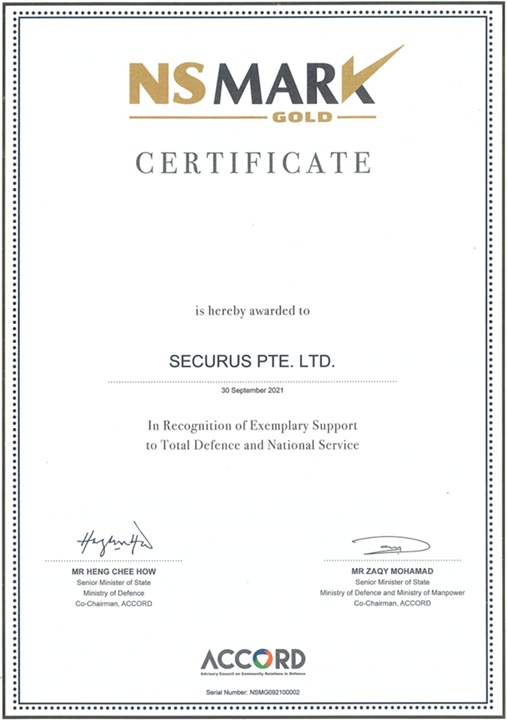 NS MARK
GOLD
CERTIFICATE
is hereby awarded to
SECURUS PTE. LTD.
30 September 2021
In Recognition of Exemplary Support
to Total Defence and National Service
MR HENG CHEE HOW
Senior Minister of State
Ministry of Defence
Co-Chairman, ACCORD
MR ZAQY MOHAMAD
Senior Minister of State
Ministry of Defence and Ministry of Manpower
Co-Chairman, ACCORD
ACCORD
Advisory Council on Community Relations in Defence
Serial Number: NSMG092100002